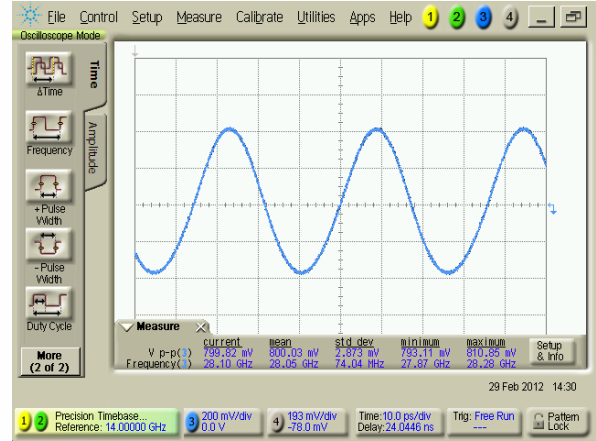 File Control Setup Measure Calibrate Utilities Apps Help 1 2 3 4
Oscilloscope Mode
Time
ΔTime
Amplitude
Frequency
+ Pulse
Width
- Pulse
Width
Duty Cycle
More
(2 of 2)
Measure
current mean std dev minimum maximum
V p-p(3) 799.82 mV 800.03 mV 2.873 mV 793.11 mV 810.85 mV
Frequency(3) 28.10 GHz 28.05 GHz 74.04 MHz 27.87 GHz 28.28 GHz
Setup
& Info
29 Feb 2012 14:30
1 2 Precision Timebase...
Reference: 14.00000 GHz
3 200 mV/div
0.0 V
4 193 mV/div
-78.0 mV
Time:10.0 ps/div
Delay:24.0446 ns
Trig: Free Run
---
Pattern
Lock